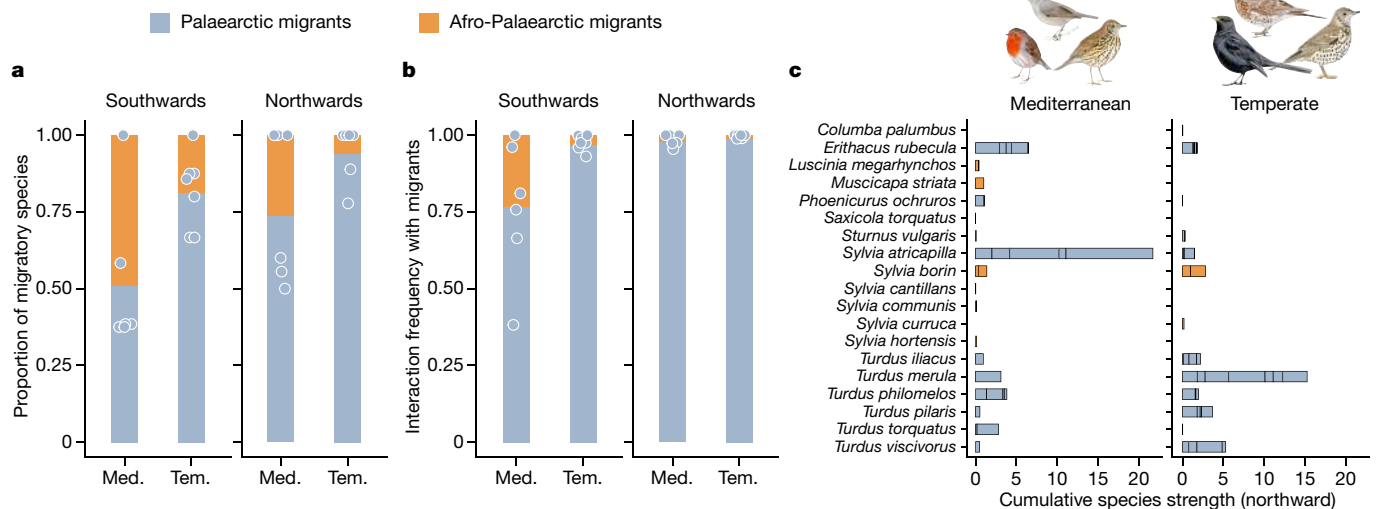 Palaearctic migrants
Afro-Palaearctic migrants
a
Southwards
Northwards
Proportion of migratory species
1.00
0.75
0.50
0.25
0
Med.
Tem.
Med.
Tem.
b
Southwards
Northwards
Interaction frequency with migrants
1.00
0.75
0.50
0.25
0
Med.
Tem.
Med.
Tem.
c
Mediterranean
Temperate
Columba palumbus
Erithacus rubecula
Luscinia megarhynchos
Muscicapa striata
Phoenicurus ochruros
Saxicola torquatus
Sturnus vulgaris
Sylvia atricapilla
Sylvia borin
Sylvia cantillans
Sylvia communis
Sylvia curruca
Sylvia hortensis
Turdus iliacus
Turdus merula
Turdus philomelos
Turdus pilaris
Turdus torquatus
Turdus viscivorus
0 5 10 15 20
0 5 10 15 20
Cumulative species strength (northward)